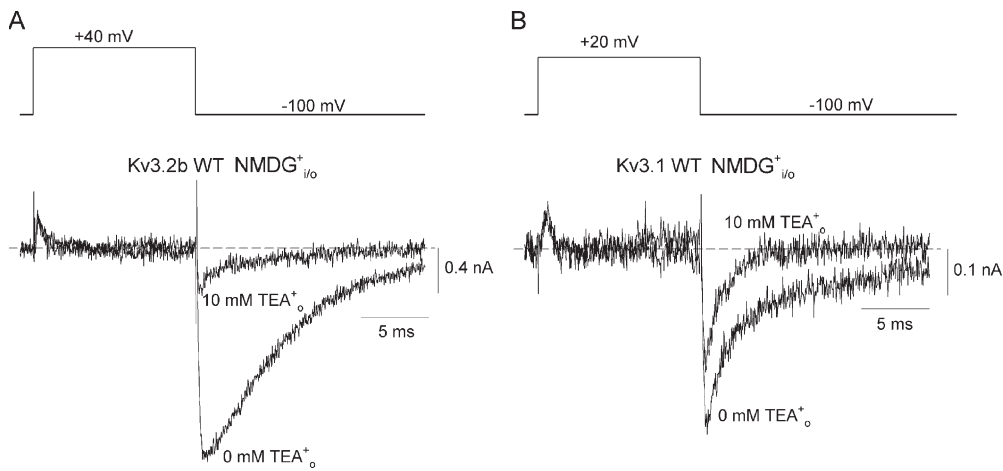 A
+40 mV
-100 mV
Kv3.2b WT NMDG⁺i/o
10 mM TEA⁺o
0.4 nA
5 ms
0 mM TEA⁺o
B
+20 mV
-100 mV
Kv3.1 WT NMDG⁺i/o
10 mM TEA⁺o
0.1 nA
5 ms
0 mM TEA⁺o